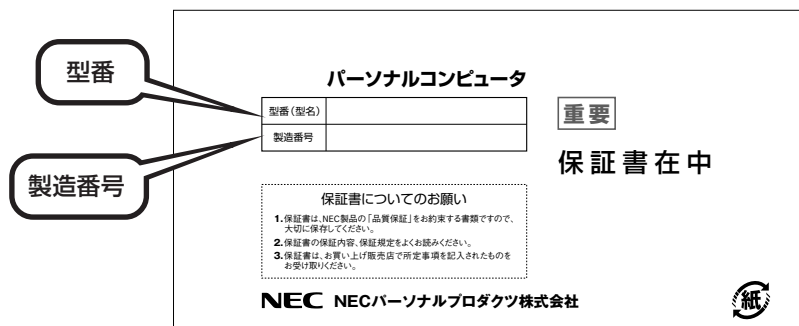 型番
製造番号
パーソナルコンピュータ
型番(型名)
製造番号
重要
保証書在中
保証書についてのお願い
1.保証書は、NEC製品の「品質保証」をお約束する書類ですので、
大切に保存してください。
2.保証書の保証内容、保証規定をよくお読みください。
3.保証書は、お買い上げ販売店で所定事項を記入されたものを
お受け取りください。
NEC NECパーソナルプロダクツ株式会社
紙